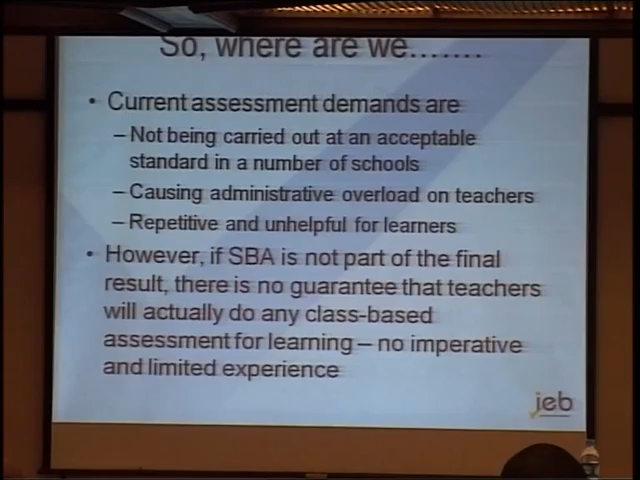 So, where are we.......
• Current assessment demands are
– Not being carried out at an acceptable
standard in a number of schools
– Causing administrative overload on teachers
– Repetitive and unhelpful for learners
• However, if SBA is not part of the final
result, there is no guarantee that teachers
will actually do any class-based
assessment for learning – no imperative
and limited experience
ieb